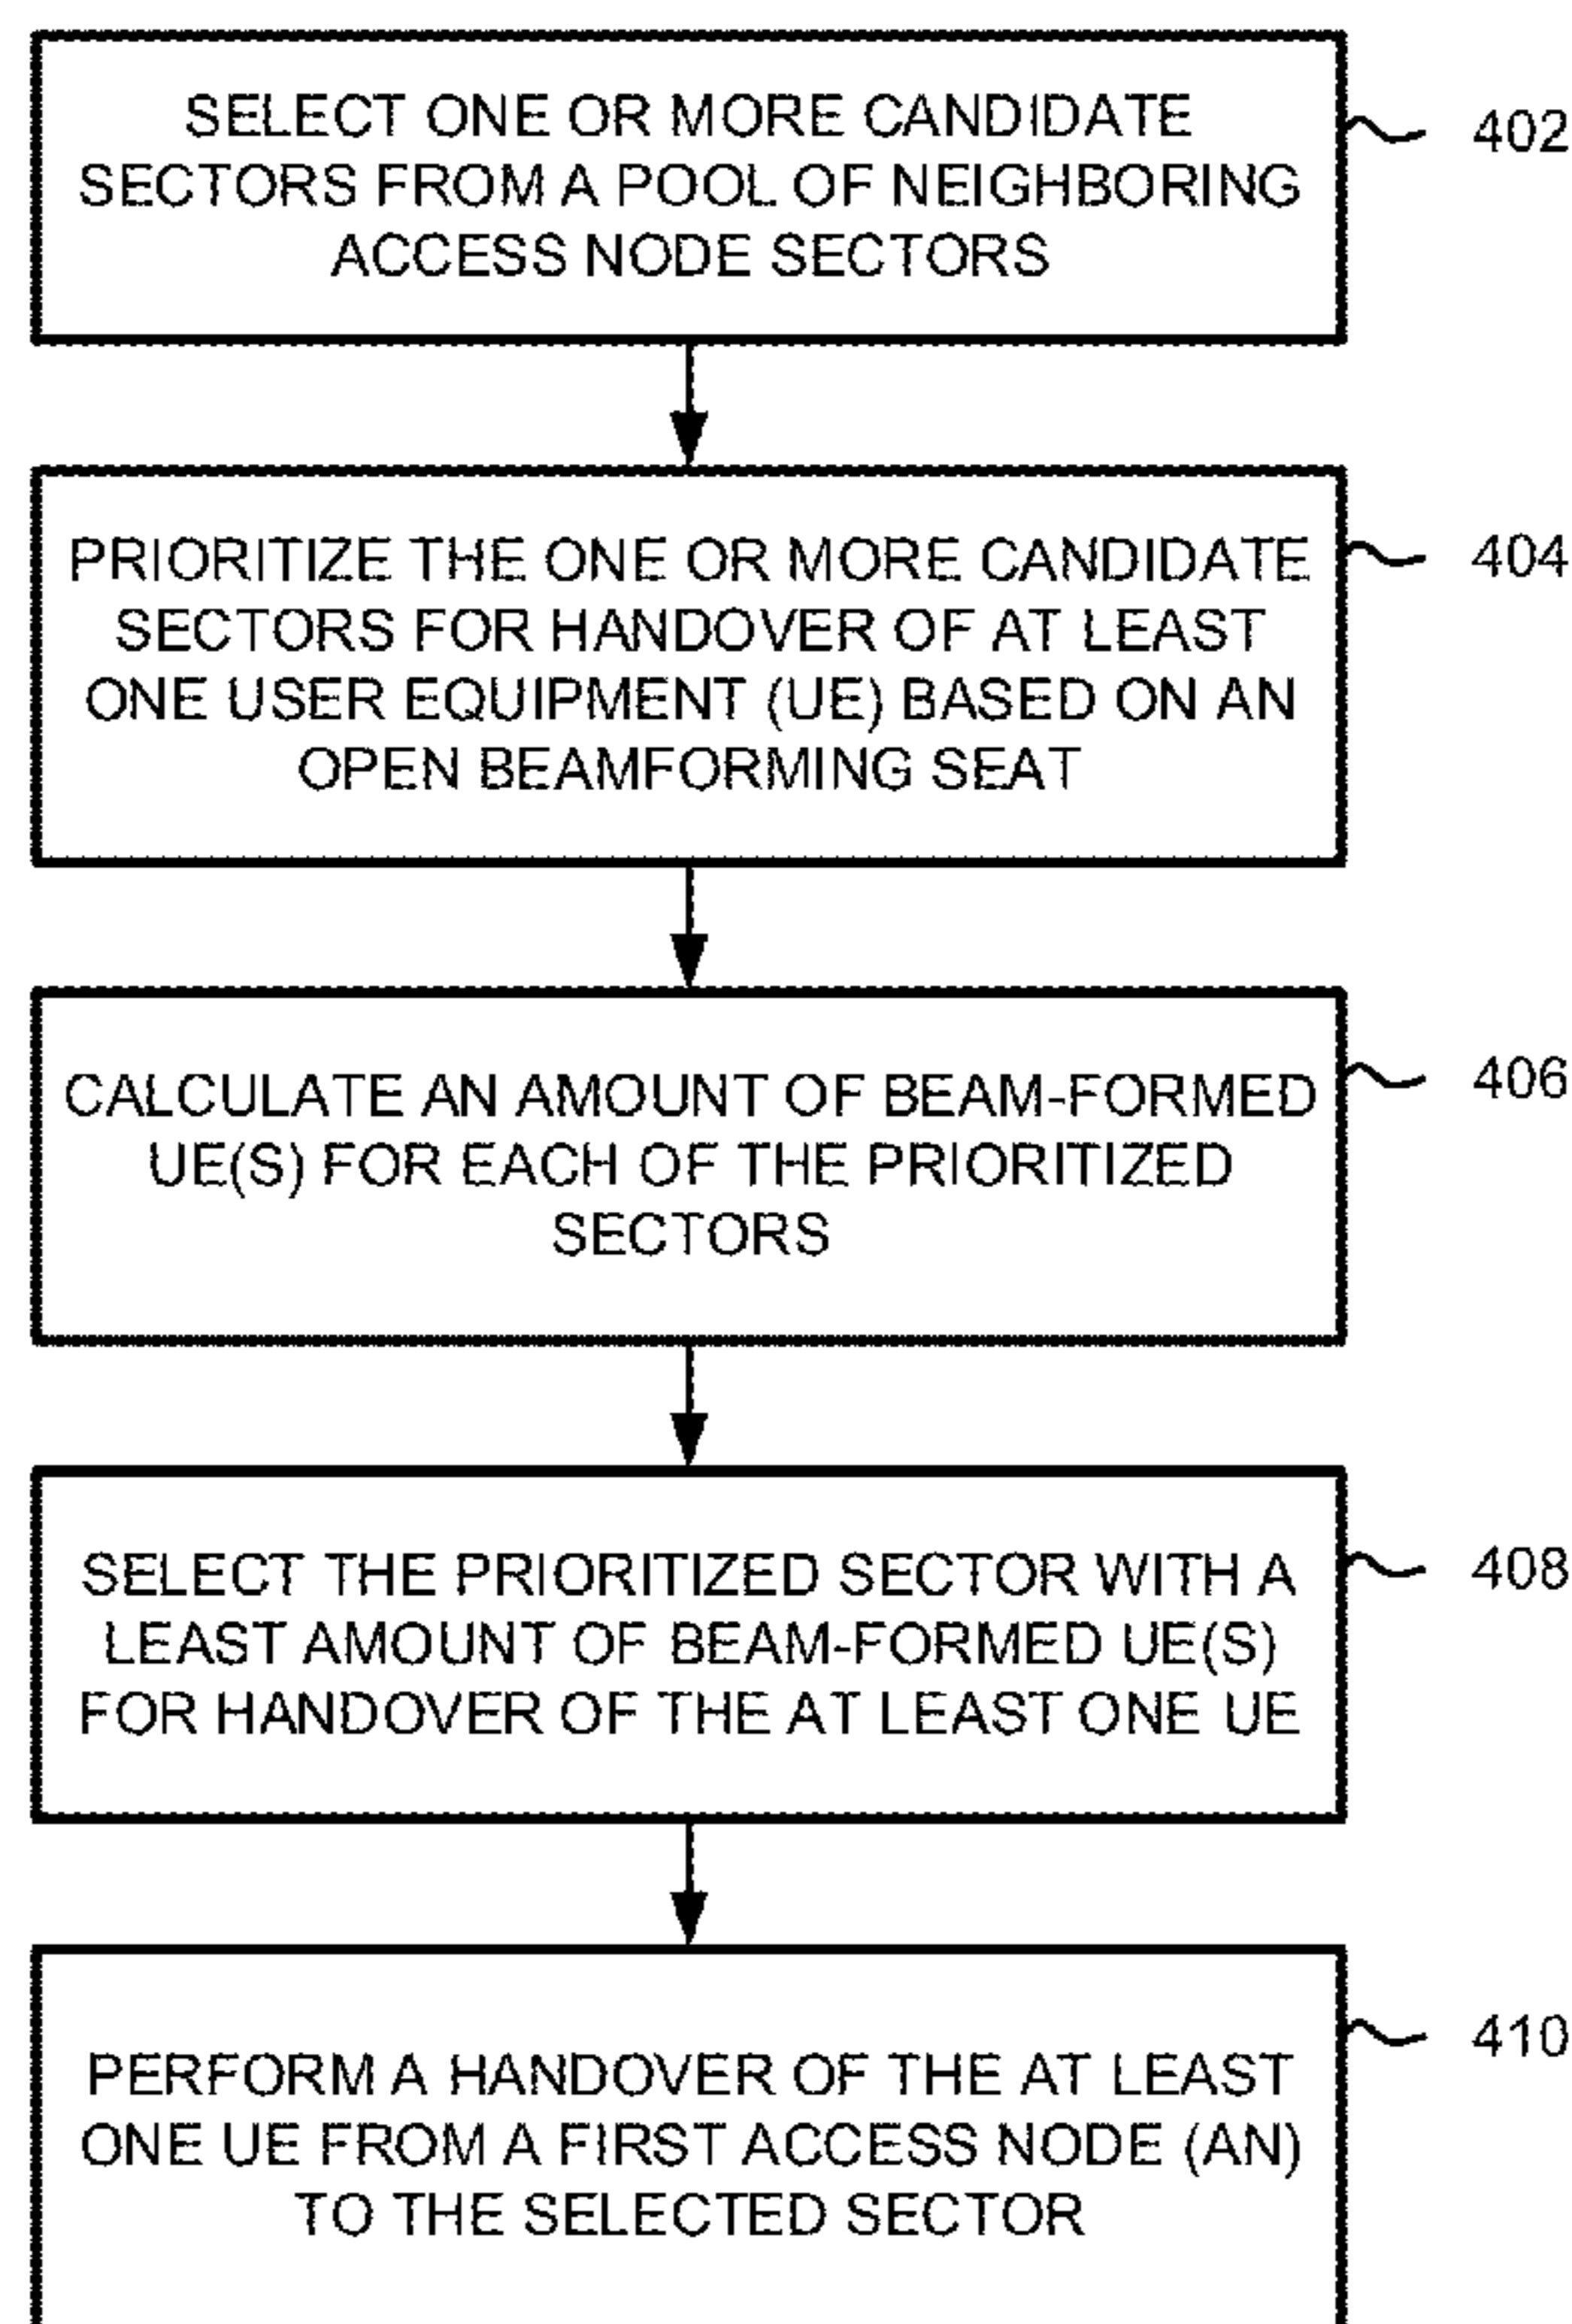 SELECT ONE OR MORE CANDIDATE
SECTORS FROM A POOL OF NEIGHBORING
ACCESS NODE SECTORS
402
PRIORITIZE THE ONE OR MORE CANDIDATE
SECTORS FOR HANDOVER OF AT LEAST
ONE USER EQUIPMENT (UE) BASED ON AN
OPEN BEAMFORMING SEAT
404
CALCULATE AN AMOUNT OF BEAM-FORMED
UE(S) FOR EACH OF THE PRIORITIZED
SECTORS
406
SELECT THE PRIORITIZED SECTOR WITH A
LEAST AMOUNT OF BEAM-FORMED UE(S)
FOR HANDOVER OF THE AT LEAST ONE UE
408
PERFORM A HANDOVER OF THE AT LEAST
ONE UE FROM A FIRST ACCESS NODE (AN)
TO THE SELECTED SECTOR
410